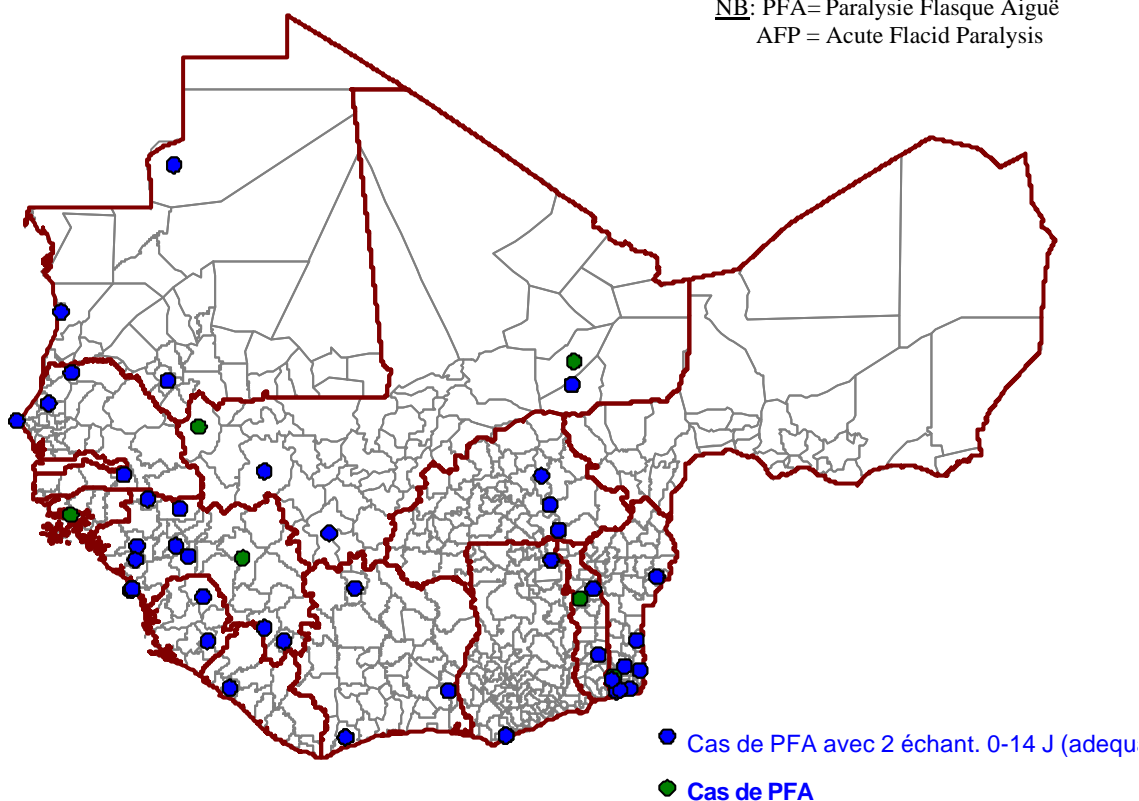 NB: PFA= Paralysie Flasque Aiguë
AFP = Acute Flacid Paralysis
Cas de PFA avec 2 échant. 0-14 J (adequa
Cas de PFA